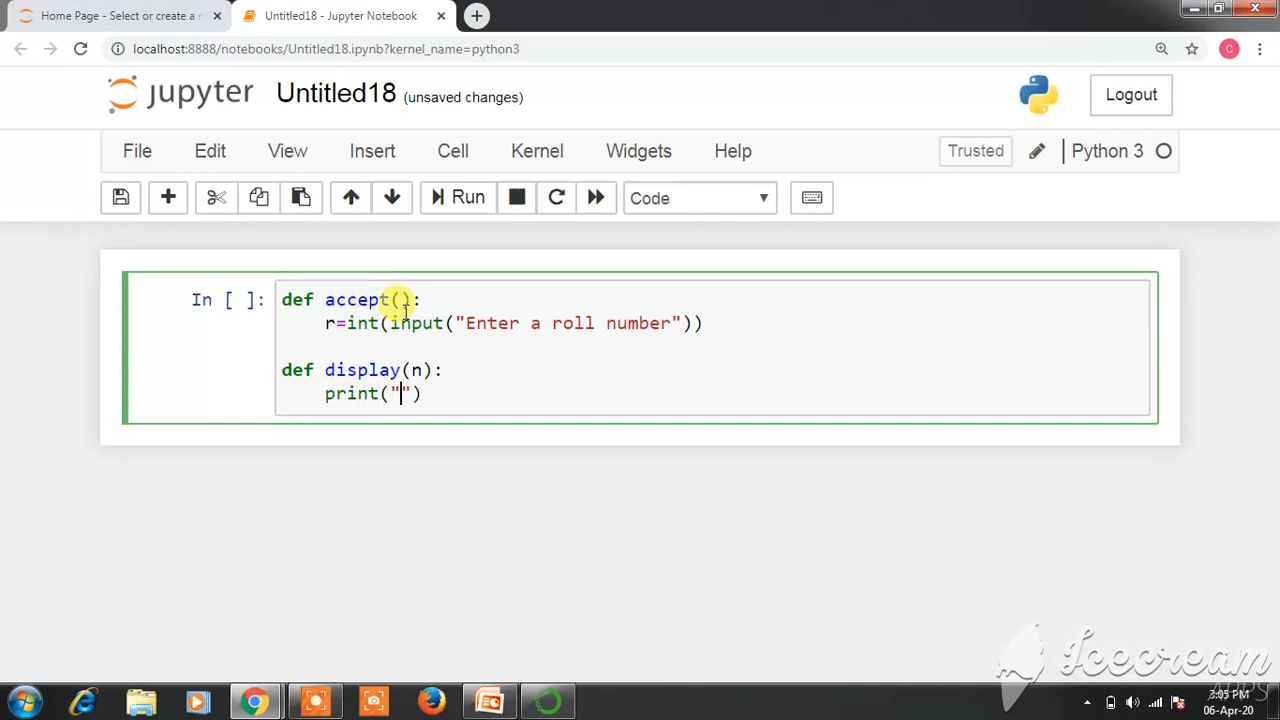 Home Page - Select or create a n
Untitled18 - Jupyter Notebook
localhost:8888/notebooks/Untitled18.ipynb?kernel_name=python3
C
jupyter Untitled18 (unsaved changes)
Logout
File Edit View Insert Cell Kernel Widgets Help
Trusted
Python 3
Run
Code
In [ ]:
def accept():
    r=int(input("Enter a roll number"))
def display(n):
    print("")
Icecream
APPS
3:05 PM
06-Apr-20